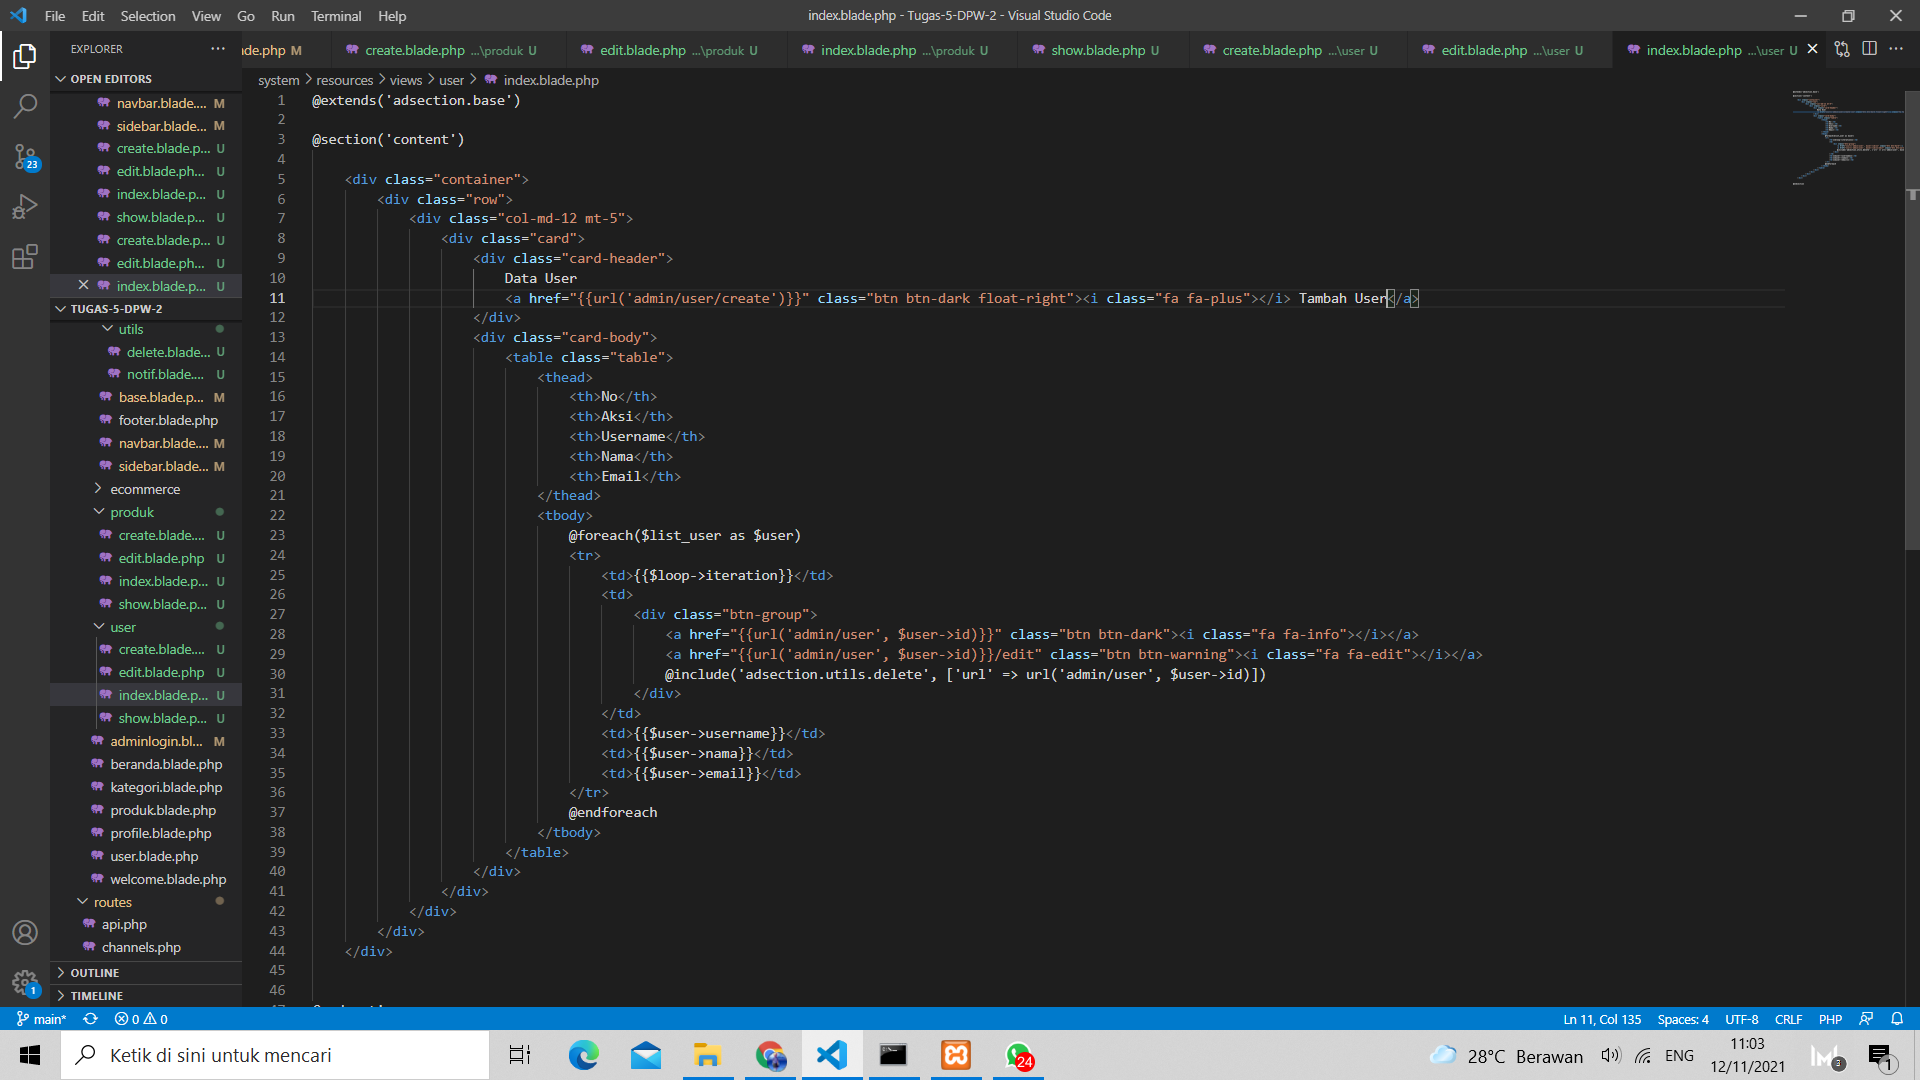 File Edit Selection View Go Run Terminal Help
index.blade.php - Tugas-5-DPW-2 - Visual Studio Code
EXPLORER ...
de.php M
create.blade.php ...\produk U
edit.blade.php ...\produk U
index.blade.php ...\produk U
show.blade.php U
create.blade.php ...\user U
edit.blade.php ...\user U
index.blade.php ...\user U
system > resources > views > user > index.blade.php
OPEN EDITORS
navbar.blade.... M
sidebar.blade... M
create.blade.p... U
edit.blade.ph... U
index.blade.p... U
show.blade.p... U
create.blade.p... U
edit.blade.ph... U
index.blade.p... U
TUGAS-5-DPW-2
utils
delete.blade... U
notif.blade.... U
base.blade.p... M
footer.blade.php
navbar.blade.... M
sidebar.blade... M
ecommerce
produk
create.blade.... U
edit.blade.php U
index.blade.p... U
show.blade.p... U
user
create.blade.... U
edit.blade.php U
index.blade.p... U
show.blade.p... U
adminlogin.bl... M
beranda.blade.php
kategori.blade.php
produk.blade.php
profile.blade.php
user.blade.php
welcome.blade.php
routes
api.php
channels.php
OUTLINE
TIMELINE
23
1
1 @extends('adsection.base')
2
3 @section('content')
4
5 <div class="container">
6 <div class="row">
7 <div class="col-md-12 mt-5">
8 <div class="card">
9 <div class="card-header">
10 Data User
11 <a href="{{url('admin/user/create')}}" class="btn btn-dark float-right"><i class="fa fa-plus"></i> Tambah User</a>
12 </div>
13 <div class="card-body">
14 <table class="table">
15 <thead>
16 <th>No</th>
17 <th>Aksi</th>
18 <th>Username</th>
19 <th>Nama</th>
20 <th>Email</th>
21 </thead>
22 <tbody>
23 @foreach($list_user as $user)
24 <tr>
25 <td>{{$loop->iteration}}</td>
26 <td>
27 <div class="btn-group">
28 <a href="{{url('admin/user', $user->id)}}" class="btn btn-dark"><i class="fa fa-info"></i></a>
29 <a href="{{url('admin/user', $user->id)}}/edit" class="btn btn-warning"><i class="fa fa-edit"></i></a>
30 @include('adsection.utils.delete', ['url' => url('admin/user', $user->id)])
31 </div>
32 </td>
33 <td>{{$user->username}}</td>
34 <td>{{$user->nama}}</td>
35 <td>{{$user->email}}</td>
36 </tr>
37 @endforeach
38 </tbody>
39 </table>
40 </div>
41 </div>
42 </div>
43 </div>
44 </div>
45
46
main* 0 0
Ln 11, Col 135 Spaces: 4 UTF-8 CRLF PHP
Ketik di sini untuk mencari
24
28°C Berawan
ENG
11:03
12/11/2021
3
1